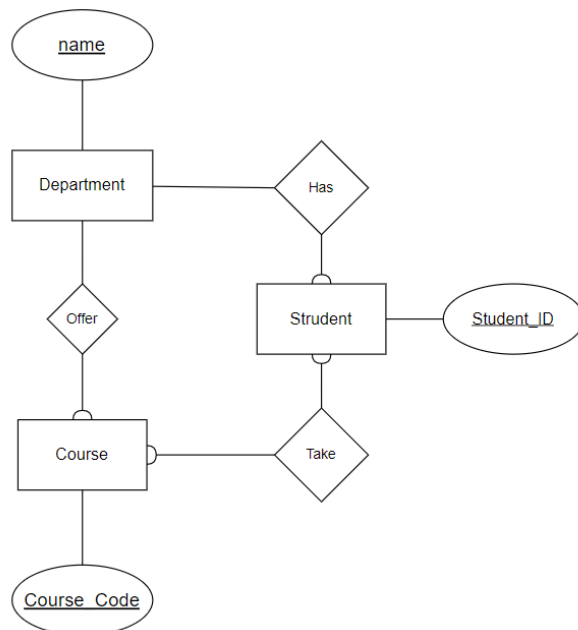 name
Department
Has
Offer
Strudent
Student_ID
Course
Take
Course_Code